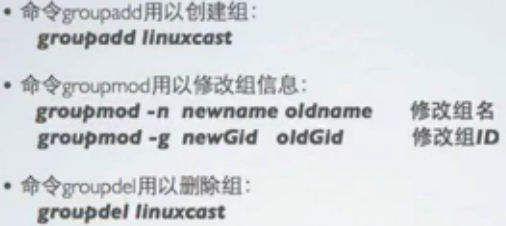 • 命令groupadd用以创建组：
groupadd linuxcast
• 命令groupmod用以修改组信息：
groupmod -n newname oldname 修改组名
groupmod -g newGid oldGid 修改组ID
• 命令groupdel用以删除组：
groupdel linuxcast